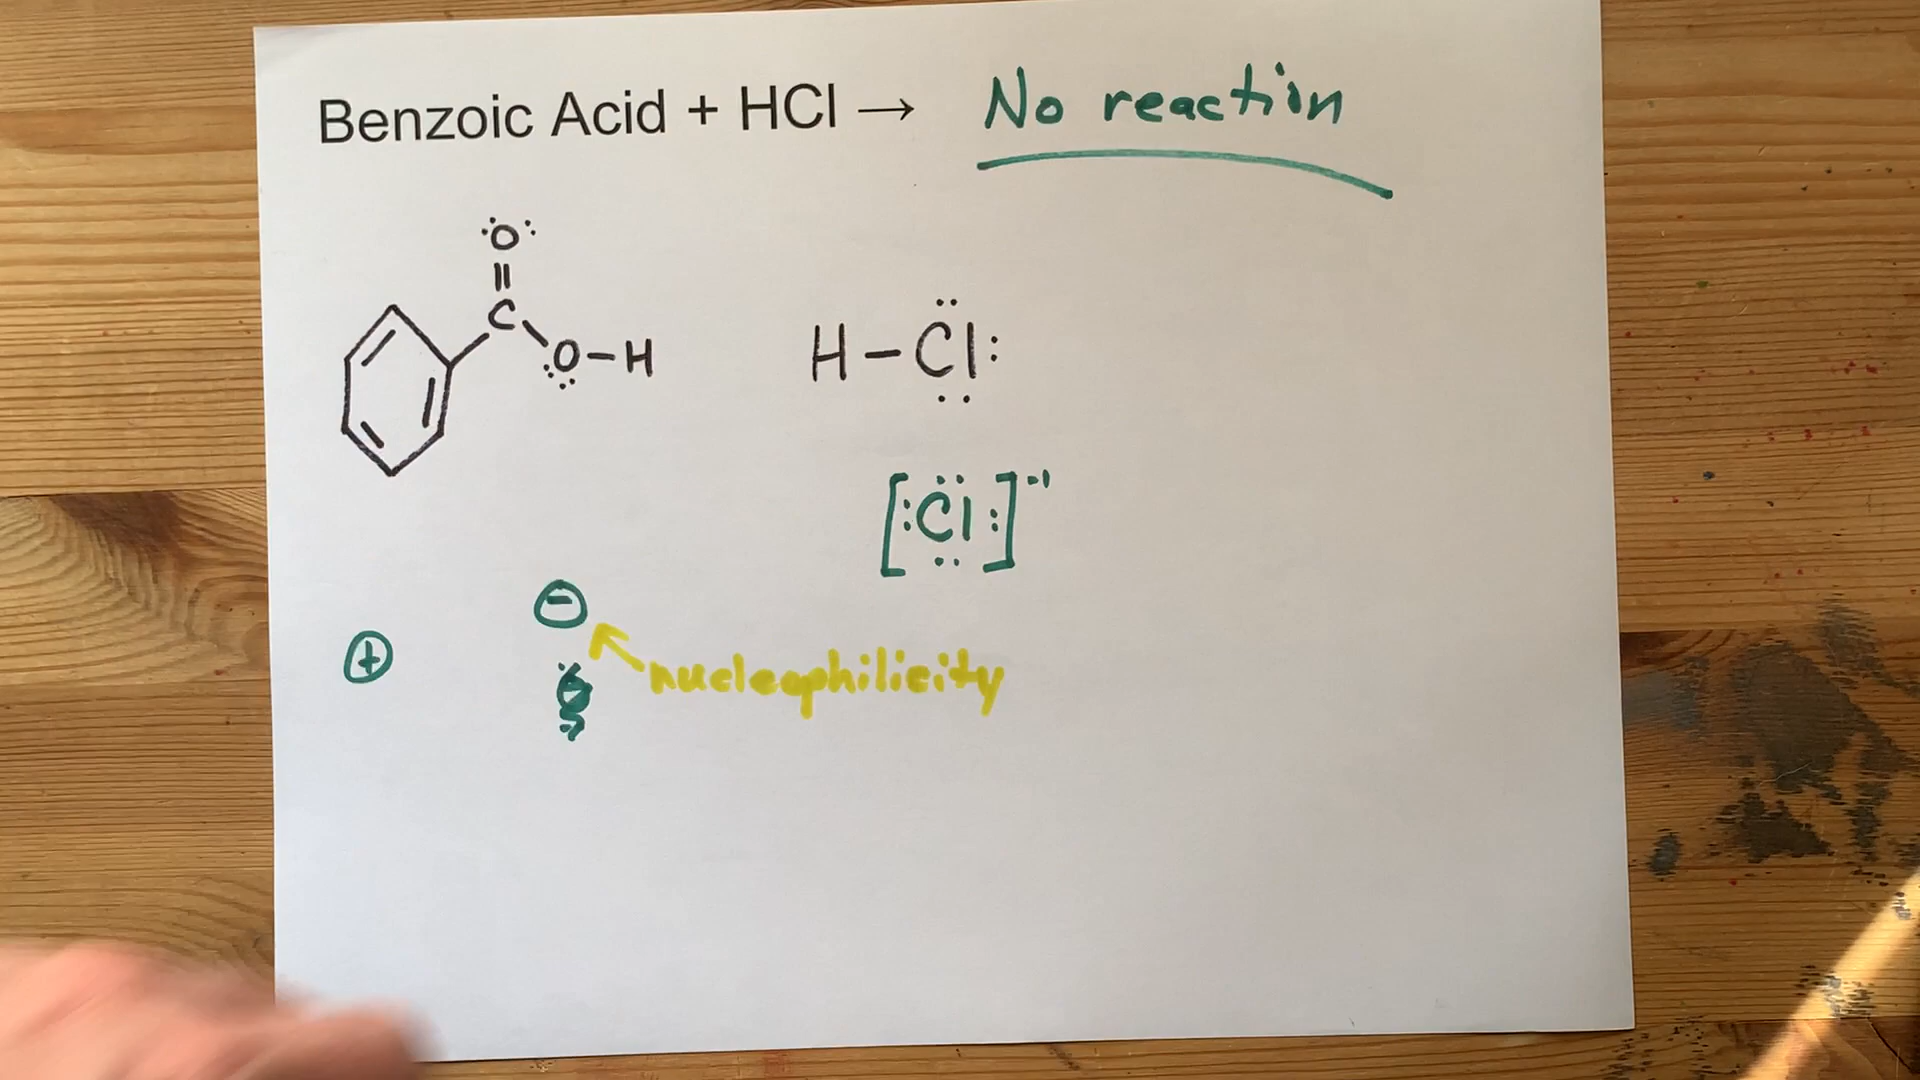 Benzoic Acid + HCl → No reaction
:O:
||
C
:O-H
H-Cl:
[:Cl:]-1
-
+
nucleophilicity